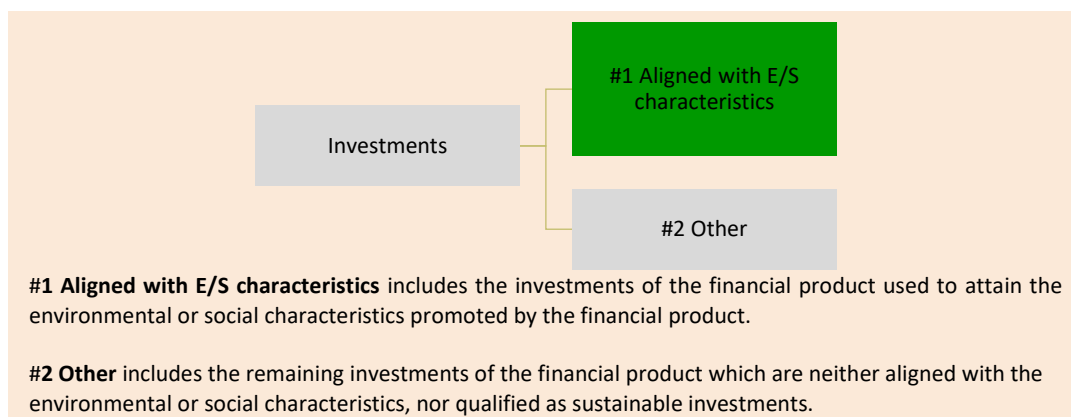 #1 Aligned with E/S
characteristics
Investments
#2 Other
#1 Aligned with E/S characteristics includes the investments of the financial product used to attain the
environmental or social characteristics promoted by the financial product.
#2 Other includes the remaining investments of the financial product which are neither aligned with the
environmental or social characteristics, nor qualified as sustainable investments.